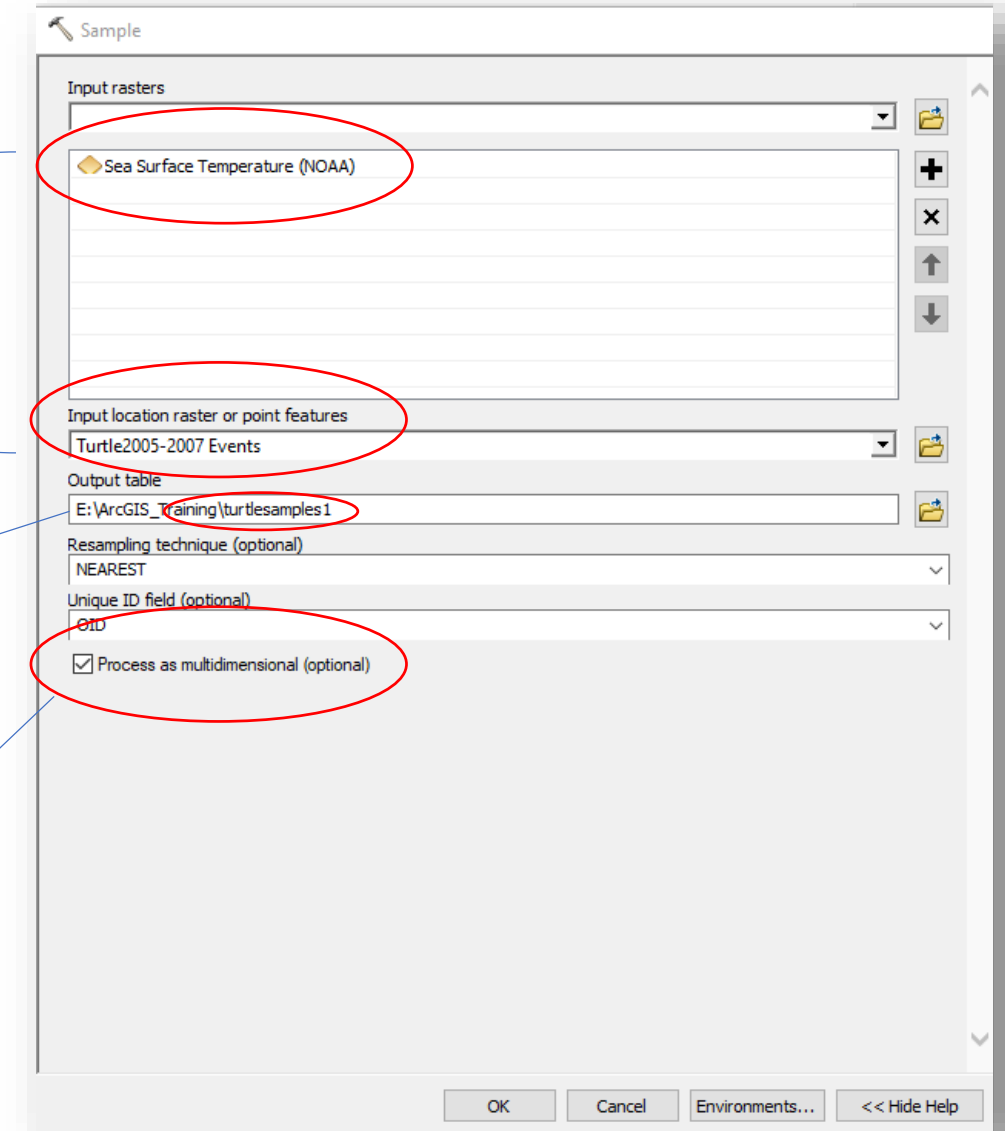 Sample
Input rasters
Sea Surface Temperature (NOAA)
Input location raster or point features
Turtle2005-2007 Events
Output table
E:\ArcGIS_Training\turtlesamples1
Resampling technique (optional)
NEAREST
Unique ID field (optional)
OID
Process as multidimensional (optional)
OK Cancel Environments... << Hide Help